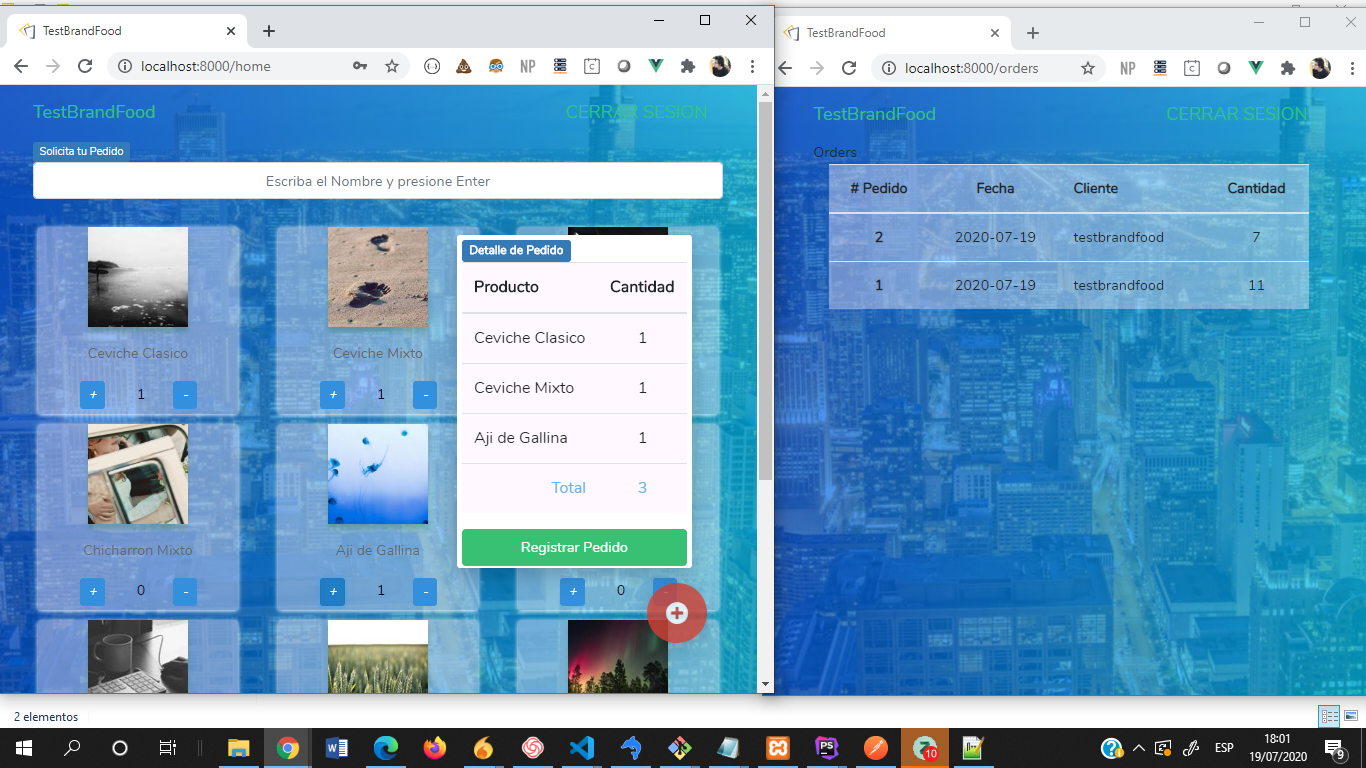 TestBrandFood
localhost:8000/home
NP
TestBrandFood
CERRAR SESION
Solicita tu Pedido
Escriba el Nombre y presione Enter
Ceviche Clasico
+ 1 -
Ceviche Mixto
+ 1 -
Chicharron Mixto
+ 0 -
Aji de Gallina
+ 1 -
+ 0 -
Detalle de Pedido
Producto Cantidad
Ceviche Clasico 1
Ceviche Mixto 1
Aji de Gallina 1
Total 3
Registrar Pedido
TestBrandFood
localhost:8000/orders
NP
TestBrandFood
CERRAR SESION
Orders
# Pedido Fecha Cliente Cantidad
2 2020-07-19 testbrandfood 7
1 2020-07-19 testbrandfood 11
2 elementos
PS
10
ESP
18:01
19/07/2020
9